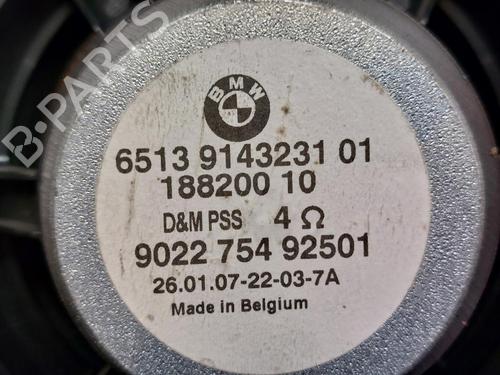 B-PARTS
BMW
6513 9143231 01
188200 10
D&M PSS 4 Ω
9022 754 92501
26.01.07-22-03-7A
Made in Belgium